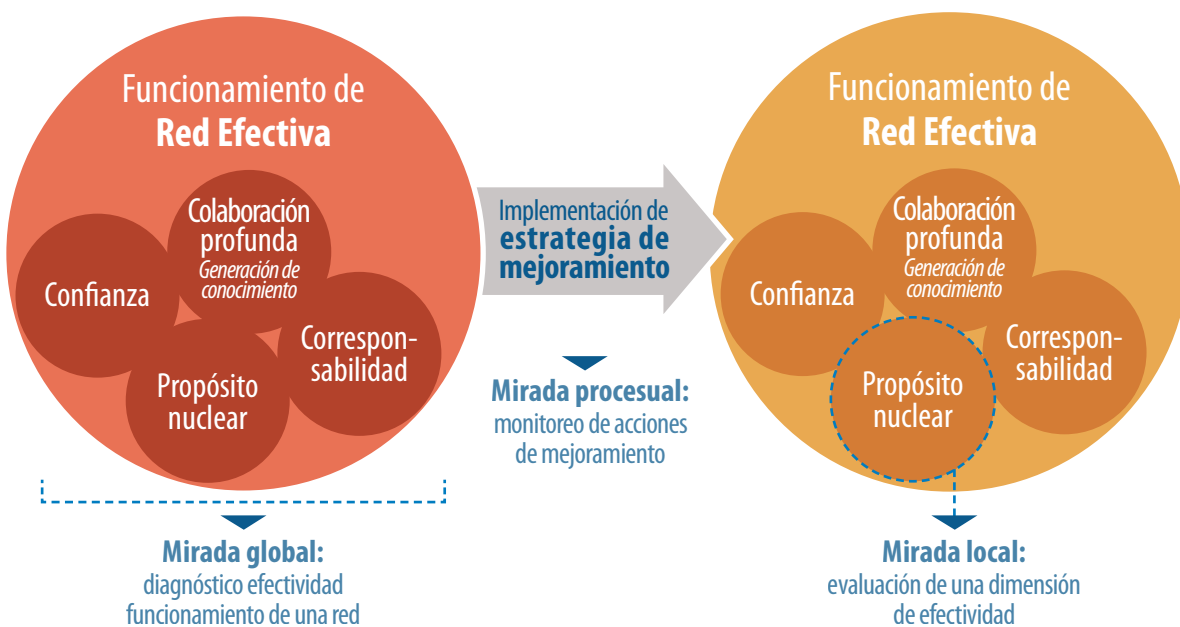 Funcionamiento de
Red Efectiva
Colaboración
profunda
Generación de
conocimiento
Confianza
Correspon-
sabilidad
Propósito
nuclear
Mirada global:
diagnóstico efectividad
funcionamiento de una red
Implementación de
estrategia de
mejoramiento
Mirada procesual:
monitoreo de acciones
de mejoramiento
Funcionamiento de
Red Efectiva
Colaboración
profunda
Generación de
conocimiento
Confianza
Correspon-
sabilidad
Propósito
nuclear
Mirada local:
evaluación de una dimensión
de efectividad